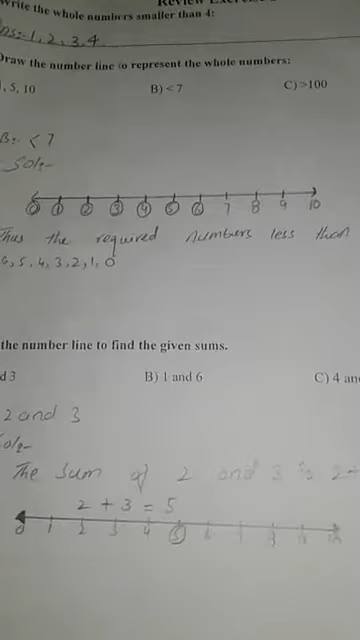 Review Exercise
Write the whole numbers smaller than 4:
Ans:- 1, 2, 3, 4
Draw the number line to represent the whole numbers:
, 5, 10 B) < 7 C) >100
B:- < 7
Sol:-
0 1 2 3 4 5 6 7 8 9 10
Thus the required numbers less than
6, 5, 4, 3, 2, 1, 0
the number line to find the given sums.
d 3 B) 1 and 6 C) 4 an
2 and 3
Sol:-
The Sum of 2 and 3 is 2+
2 + 3 = 5
0 1 2 3 4 5 6 7 8 9 10